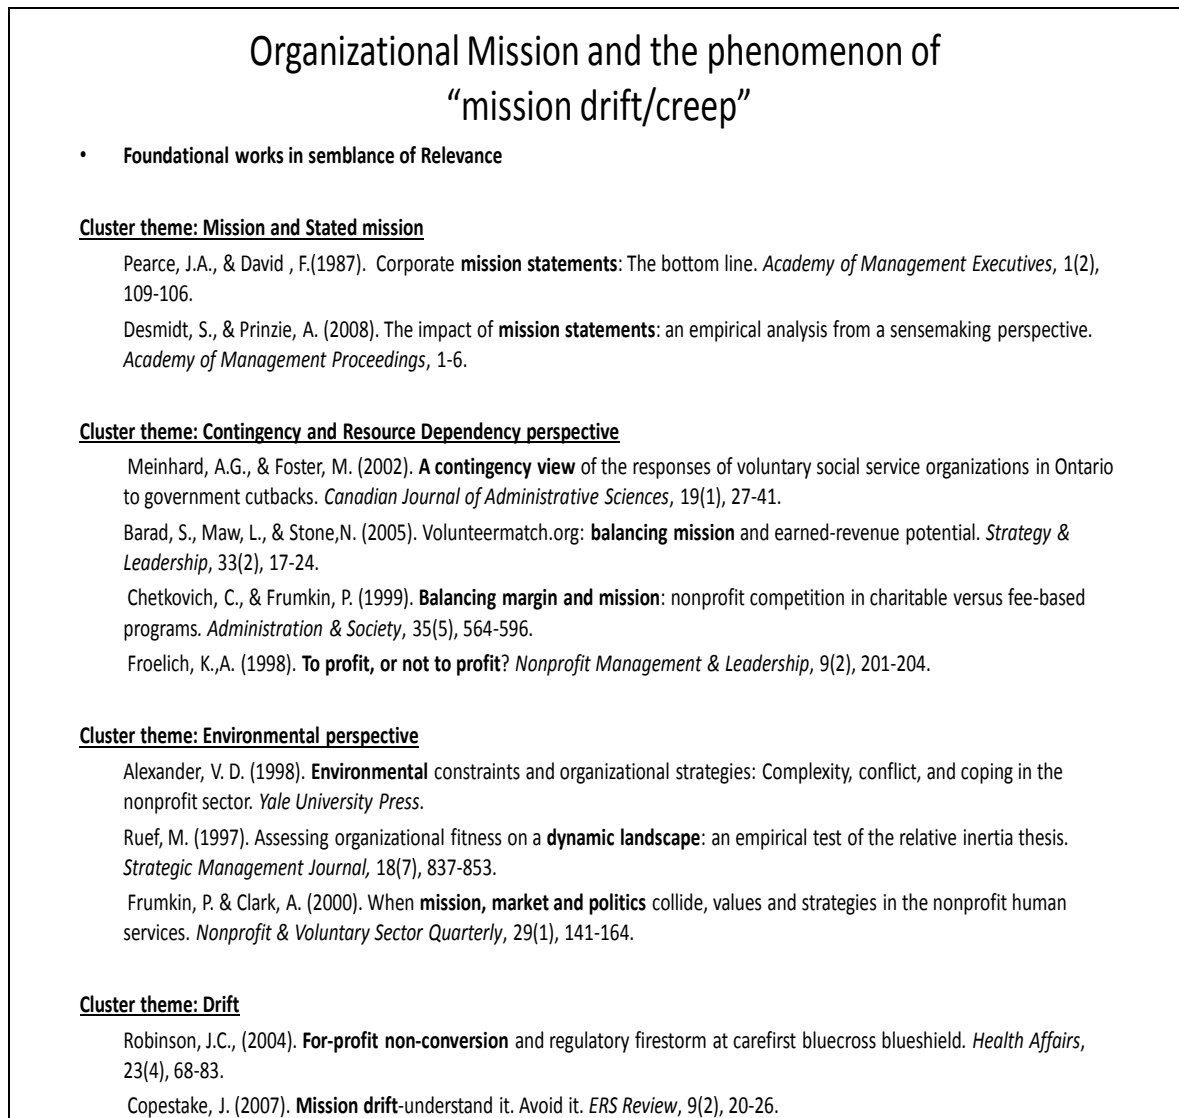 Organizational Mission and the phenomenon of
“mission drift/creep”
• Foundational works in semblance of Relevance
Cluster theme: Mission and Stated mission
Pearce, J.A., & David , F.(1987). Corporate mission statements: The bottom line. Academy of Management Executives, 1(2),
109-106.
Desmidt, S., & Prinzie, A. (2008). The impact of mission statements: an empirical analysis from a sensemaking perspective.
Academy of Management Proceedings, 1-6.
Cluster theme: Contingency and Resource Dependency perspective
Meinhard, A.G., & Foster, M. (2002). A contingency view of the responses of voluntary social service organizations in Ontario
to government cutbacks. Canadian Journal of Administrative Sciences, 19(1), 27-41.
Barad, S., Maw, L., & Stone,N. (2005). Volunteermatch.org: balancing mission and earned-revenue potential. Strategy &
Leadership, 33(2), 17-24.
Chetkovich, C., & Frumkin, P. (1999). Balancing margin and mission: nonprofit competition in charitable versus fee-based
programs. Administration & Society, 35(5), 564-596.
Froelich, K.,A. (1998). To profit, or not to profit? Nonprofit Management & Leadership, 9(2), 201-204.
Cluster theme: Environmental perspective
Alexander, V. D. (1998). Environmental constraints and organizational strategies: Complexity, conflict, and coping in the
nonprofit sector. Yale University Press.
Ruef, M. (1997). Assessing organizational fitness on a dynamic landscape: an empirical test of the relative inertia thesis.
Strategic Management Journal, 18(7), 837-853.
Frumkin, P. & Clark, A. (2000). When mission, market and politics collide, values and strategies in the nonprofit human
services. Nonprofit & Voluntary Sector Quarterly, 29(1), 141-164.
Cluster theme: Drift
Robinson, J.C., (2004). For-profit non-conversion and regulatory firestorm at carefirst bluecross blueshield. Health Affairs,
23(4), 68-83.
Copestake, J. (2007). Mission drift-understand it. Avoid it. ERS Review, 9(2), 20-26.